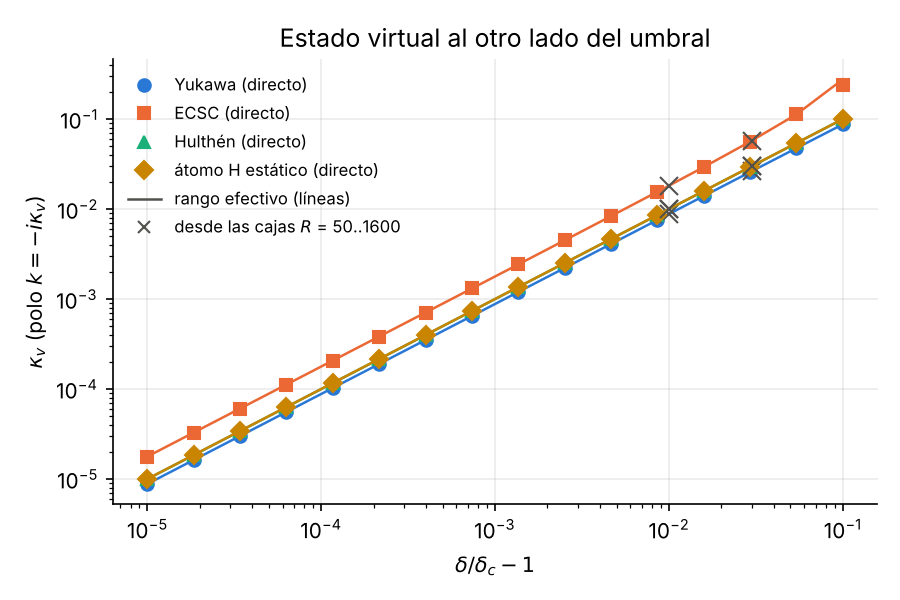 Estado virtual al otro lado del umbral
Yukawa (directo)
ECSC (directo)
Hulthén (directo)
átomo H estático (directo)
rango efectivo (líneas)
desde las cajas R = 50..1600
κᵥ (polo k = −iκᵥ)
10⁻¹
10⁻²
10⁻³
10⁻⁴
10⁻⁵
10⁻⁵ 10⁻⁴ 10⁻³ 10⁻² 10⁻¹
δ/δ_c − 1